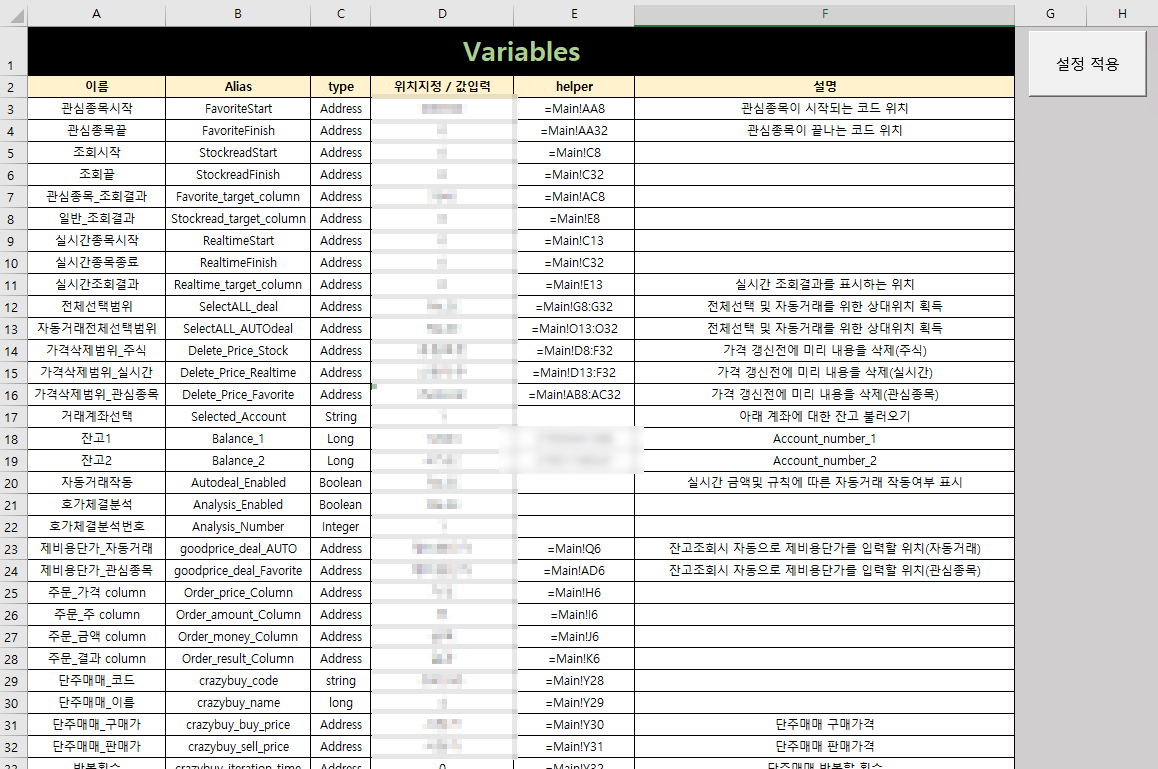 A B C D E F G H
1 Variables 설정 적용
2 이름 Alias type 위치지정 / 값입력 helper 설명
3 관심종목시작 FavoriteStart Address =Main!AA8 관심종목이 시작되는 코드 위치
4 관심종목끝 FavoriteFinish Address =Main!AA32 관심종목이 끝나는 코드 위치
5 조회시작 StockreadStart Address =Main!C8
6 조회끝 StockreadFinish Address =Main!C32
7 관심종목_조회결과 Favorite_target_column Address =Main!AC8
8 일반_조회결과 Stockread_target_column Address =Main!E8
9 실시간종목시작 RealtimeStart Address =Main!C13
10 실시간종목종료 RealtimeFinish Address =Main!C32
11 실시간조회결과 Realtime_target_column Address =Main!E13 실시간 조회결과를 표시하는 위치
12 전체선택범위 SelectALL_deal Address =Main!G8:G32 전체선택 및 자동거래를 위한 상대위치 획득
13 자동거래전체선택범위 SelectALL_AUTOdeal Address =Main!O13:O32 전체선택 및 자동거래를 위한 상대위치 획득
14 가격삭제범위_주식 Delete_Price_Stock Address =Main!D8:F32 가격 갱신전에 미리 내용을 삭제(주식)
15 가격삭제범위_실시간 Delete_Price_Realtime Address =Main!D13:F32 가격 갱신전에 미리 내용을 삭제(실시간)
16 가격삭제범위_관심종목 Delete_Price_Favorite Address =Main!AB8:AC32 가격 갱신전에 미리 내용을 삭제(관심종목)
17 거래계좌선택 Selected_Account String 아래 계좌에 대한 잔고 불러오기
18 잔고1 Balance_1 Long Account_number_1
19 잔고2 Balance_2 Long Account_number_2
20 자동거래작동 Autodeal_Enabled Boolean 실시간 금액및 규칙에 따른 자동거래 작동여부 표시
21 호가체결분석 Analysis_Enabled Boolean
22 호가체결분석번호 Analysis_Number Integer
23 제비용단가_자동거래 goodprice_deal_AUTO Address =Main!Q6 잔고조회시 자동으로 제비용단가를 입력할 위치(자동거래)
24 제비용단가_관심종목 goodprice_deal_Favorite Address =Main!AD6 잔고조회시 자동으로 제비용단가를 입력할 위치(관심종목)
25 주문_가격 column Order_price_Column Address =Main!H6
26 주문_주 column Order_amount_Column Address =Main!I6
27 주문_금액 column Order_money_Column Address =Main!J6
28 주문_결과 column Order_result_Column Address =Main!K6
29 단주매매_코드 crazybuy_code string =Main!Y28
30 단주매매_이름 crazybuy_name long =Main!Y29
31 단주매매_구매가 crazybuy_buy_price Address =Main!Y30 단주매매 구매가격
32 단주매매_판매가 crazybuy_sell_price Address =Main!Y31 단주매매 판매가격
33 반복횟수 crazybuy_iteration_time Address 0 =Main!Y32 단주매매 반복할 횟수